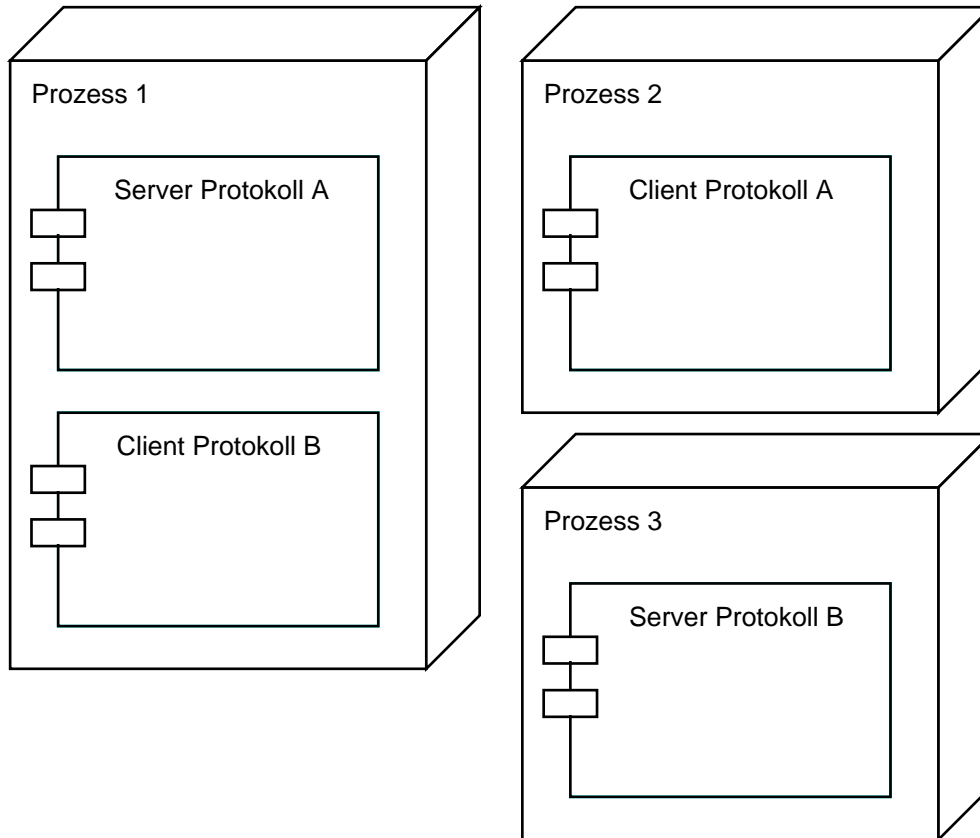 Prozess 1
Server Protokoll A
Client Protokoll B
Prozess 2
Client Protokoll A
Prozess 3
Server Protokoll B